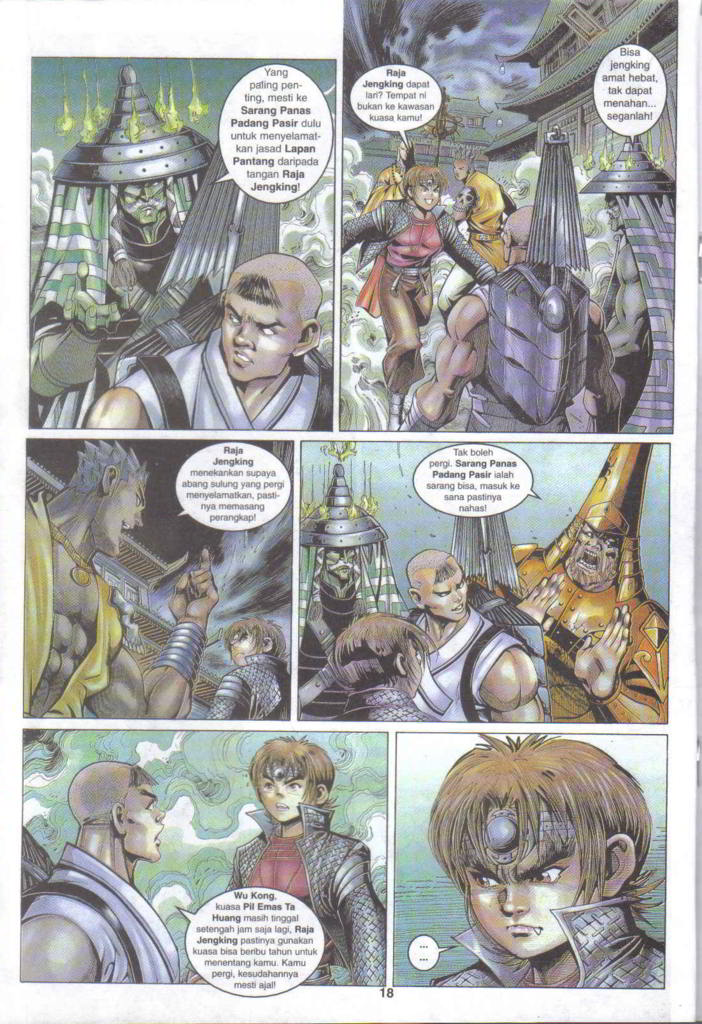 Yang
paling pen-
ting, mesti ke
Sarang Panas
Padang Pasir dulu
untuk menyelamat-
kan jasad Lapan
Pantang daripada
tangan Raja
Jengking!
Raja
Jengking dapat
lari? Tempat ni
bukan ke kawasan
kuasa kamu!
Bisa
jengking
amat hebat,
tak dapat
menahan...
seganlah!
Raja
Jengking
menekankan supaya
abang sulung yang pergi
menyelamatkan, pasti-
nya memasang
perangkap!
Tak boleh
pergi. Sarang Panas
Padang Pasir ialah
sarang bisa, masuk ke
sana pastinya
nahas!
Wu Kong,
kuasa Pil Emas Ta
Huang masih tinggal
setengah jam saja lagi, Raja
Jengking pastinya gunakan
kuasa bisa beribu tahun untuk
menentang kamu. Kamu
pergi, kesudahannya
mesti ajal!
...
...
18